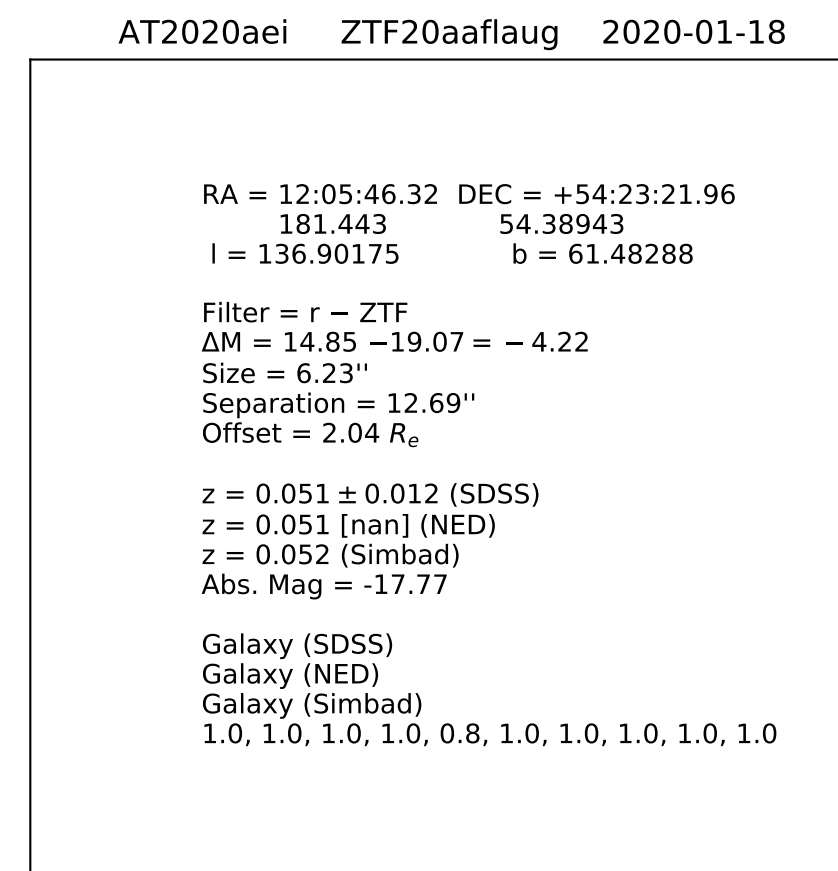 AT2020aei ZTF20aaflaug 2020-01-18
RA = 12:05:46.32 DEC = +54:23:21.96
181.443 54.38943
l = 136.90175 b = 61.48288
Filter = r − ZTF
ΔM = 14.85 −19.07 = − 4.22
Size = 6.23''
Separation = 12.69''
Offset = 2.04 Rₑ
z = 0.051 ± 0.012 (SDSS)
z = 0.051 [nan] (NED)
z = 0.052 (Simbad)
Abs. Mag = -17.77
Galaxy (SDSS)
Galaxy (NED)
Galaxy (Simbad)
1.0, 1.0, 1.0, 1.0, 0.8, 1.0, 1.0, 1.0, 1.0, 1.0